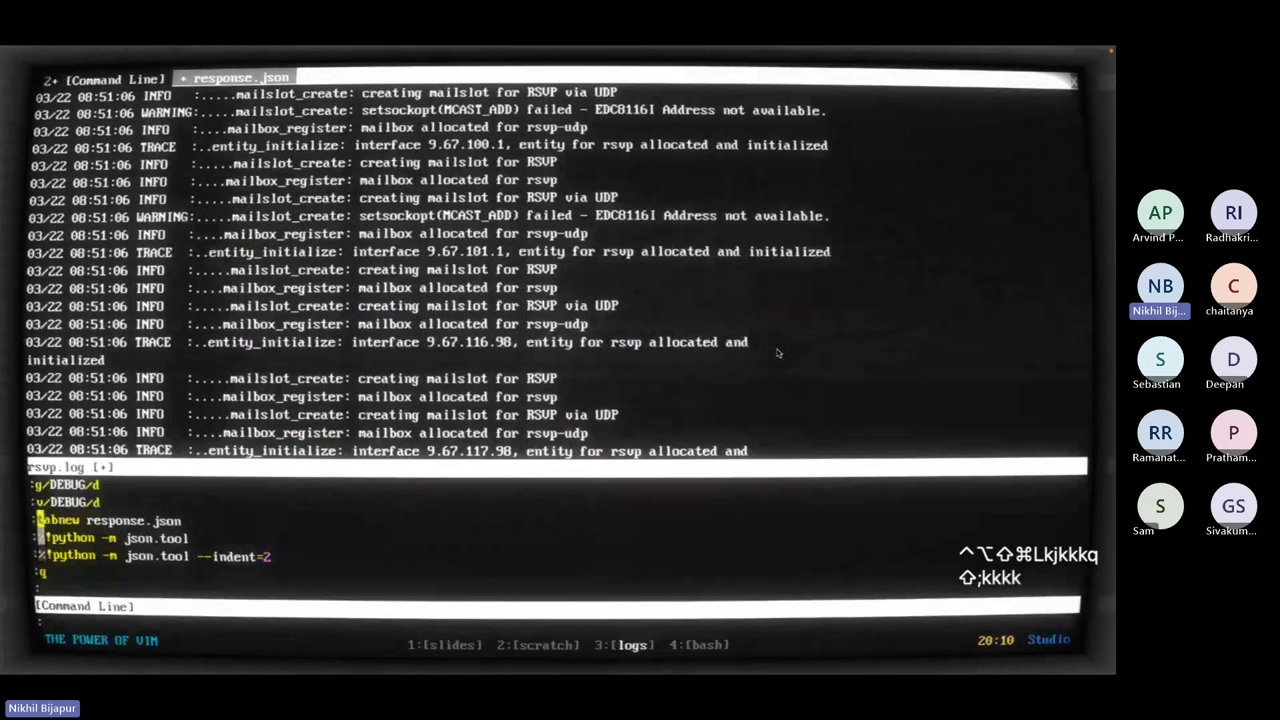 2+ [Command Line]  + response.json
03/22 08:51:06 INFO   :.....mailslot_create: creating mailslot for RSVP via UDP
03/22 08:51:06 WARNING:.....mailslot_create: setsockopt(MCAST_ADD) failed - EDC8116I Address not available.
03/22 08:51:06 INFO   :.....mailbox_register: mailbox allocated for rsvp-udp
03/22 08:51:06 TRACE  :..entity_initialize: interface 9.67.100.1, entity for rsvp allocated and initialized
03/22 08:51:06 INFO   :.....mailslot_create: creating mailslot for RSVP
03/22 08:51:06 INFO   :.....mailbox_register: mailbox allocated for rsvp
03/22 08:51:06 INFO   :.....mailslot_create: creating mailslot for RSVP via UDP
03/22 08:51:06 WARNING:.....mailslot_create: setsockopt(MCAST_ADD) failed - EDC8116I Address not available.
03/22 08:51:06 INFO   :.....mailbox_register: mailbox allocated for rsvp-udp
03/22 08:51:06 TRACE  :..entity_initialize: interface 9.67.101.1, entity for rsvp allocated and initialized
03/22 08:51:06 INFO   :.....mailslot_create: creating mailslot for RSVP
03/22 08:51:06 INFO   :.....mailbox_register: mailbox allocated for rsvp
03/22 08:51:06 INFO   :.....mailslot_create: creating mailslot for RSVP via UDP
03/22 08:51:06 INFO   :.....mailbox_register: mailbox allocated for rsvp-udp
03/22 08:51:06 TRACE  :..entity_initialize: interface 9.67.116.98, entity for rsvp allocated and
initialized
03/22 08:51:06 INFO   :.....mailslot_create: creating mailslot for RSVP
03/22 08:51:06 INFO   :.....mailbox_register: mailbox allocated for rsvp
03/22 08:51:06 INFO   :.....mailslot_create: creating mailslot for RSVP via UDP
03/22 08:51:06 INFO   :.....mailbox_register: mailbox allocated for rsvp-udp
03/22 08:51:06 TRACE  :..entity_initialize: interface 9.67.117.98, entity for rsvp allocated and
rsvp.log [+]
:g/DEBUG/d
:v/DEBUG/d
:tabnew response.json
:%!python -m json.tool
:%!python -m json.tool --indent=2
:q
:
[Command Line]
:
^⌥⇧⌘Lkjkkkq
⇧;kkkk
THE POWER OF VIM  1:[slides]  2:[scratch]  3:[logs]  4:[bash]  20:10  Studio
AP RI
Arvind P... Radhakri...
NB C
Nikhil Bij... chaitanya
S D
Sebastian Deepan
RR P
Ramanat... Pratham...
S GS
Sam Sivakum...
Nikhil Bijapur